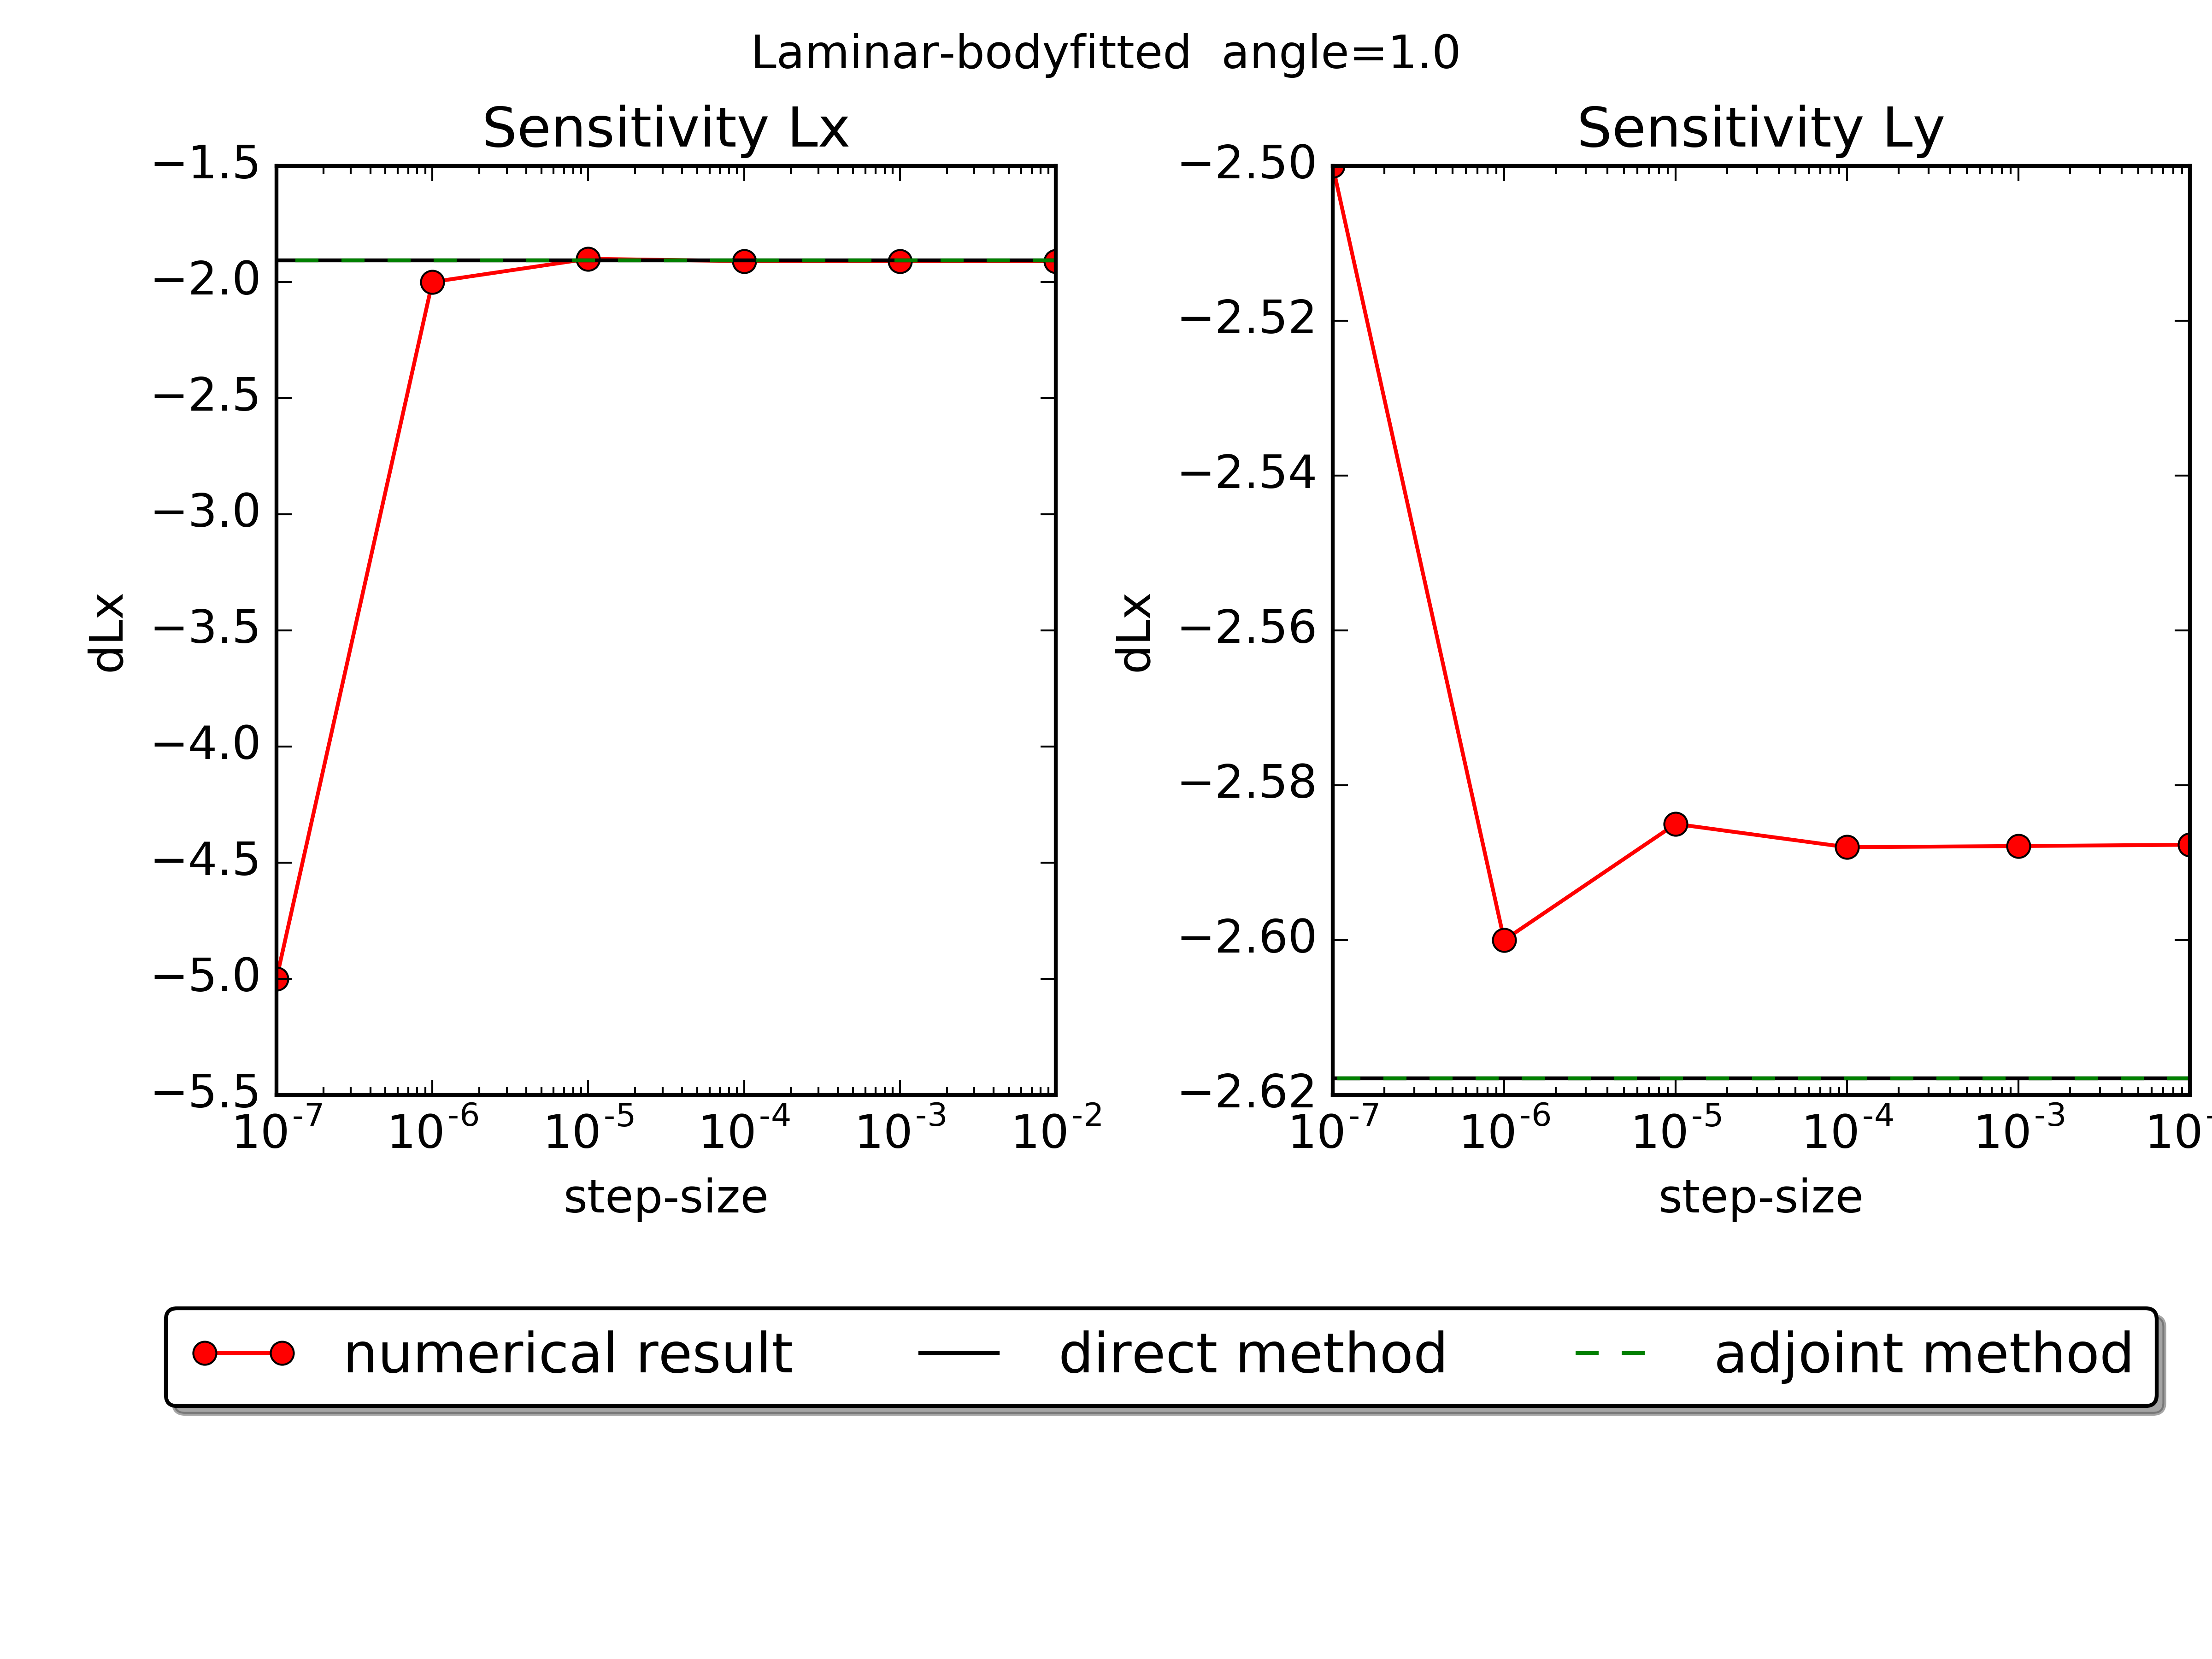 Laminar-bodyfitted angle=1.0
Sensitivity Lx
−1.5
−2.0
−2.5
−3.0
−3.5
−4.0
−4.5
−5.0
−5.5
dLx
10^-7 10^-6 10^-5 10^-4 10^-3 10^-2
step-size
Sensitivity Ly
−2.50
−2.52
−2.54
−2.56
−2.58
−2.60
−2.62
dLx
10^-7 10^-6 10^-5 10^-4 10^-3 10^-
step-size
numerical result direct method adjoint method